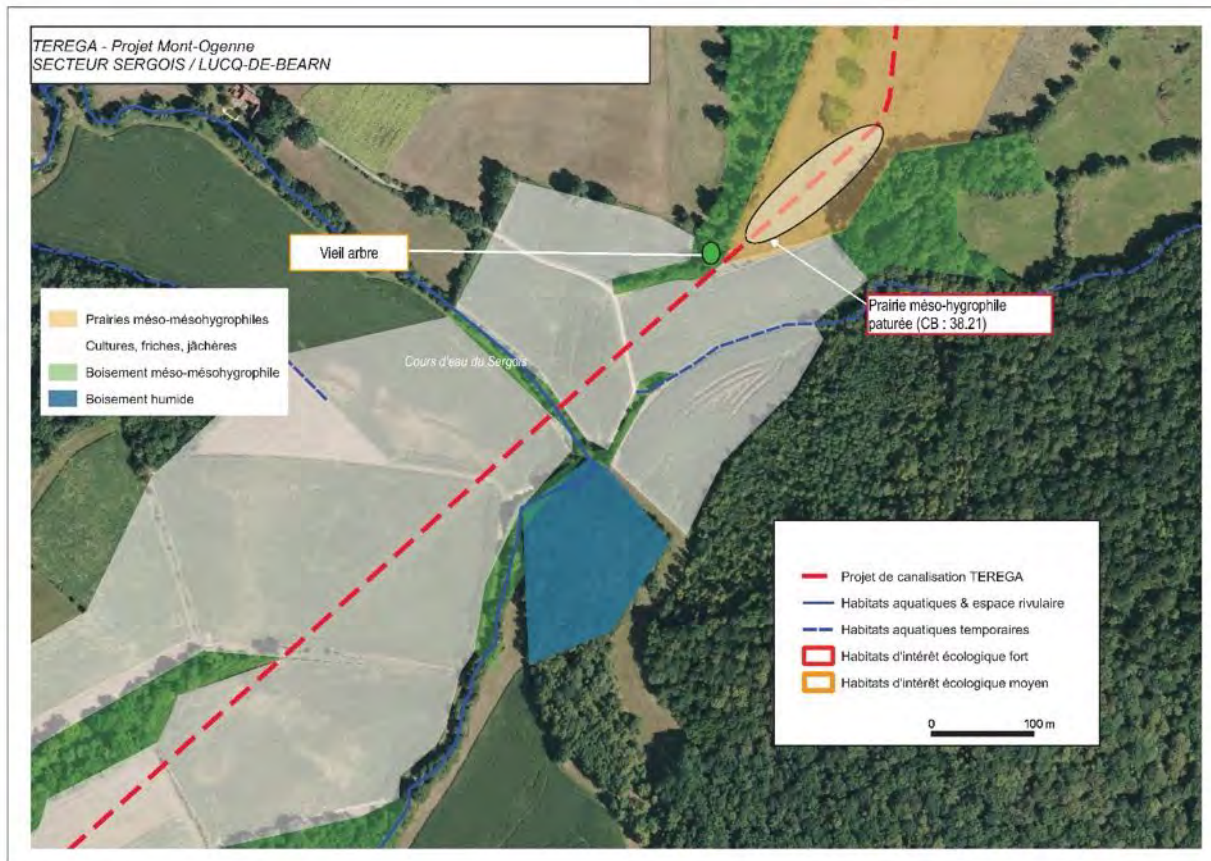 TEREGA - Projet Mont-Ogenne
SECTEUR SERGOIS / LUCQ-DE-BEARN
Vieil arbre
Prairies méso-mésohygrophiles
Cultures, friches, jâchères
Boisement méso-mésohygrophile
Boisement humide
Cours d'eau du Sergois
Prairie méso-hygrophile
paturée (CB : 38.21)
Projet de canalisation TEREGA
Habitats aquatiques & espace rivulaire
Habitats aquatiques temporaires
Habitats d'intérêt écologique fort
Habitats d'intérêt écologique moyen
0 100 m